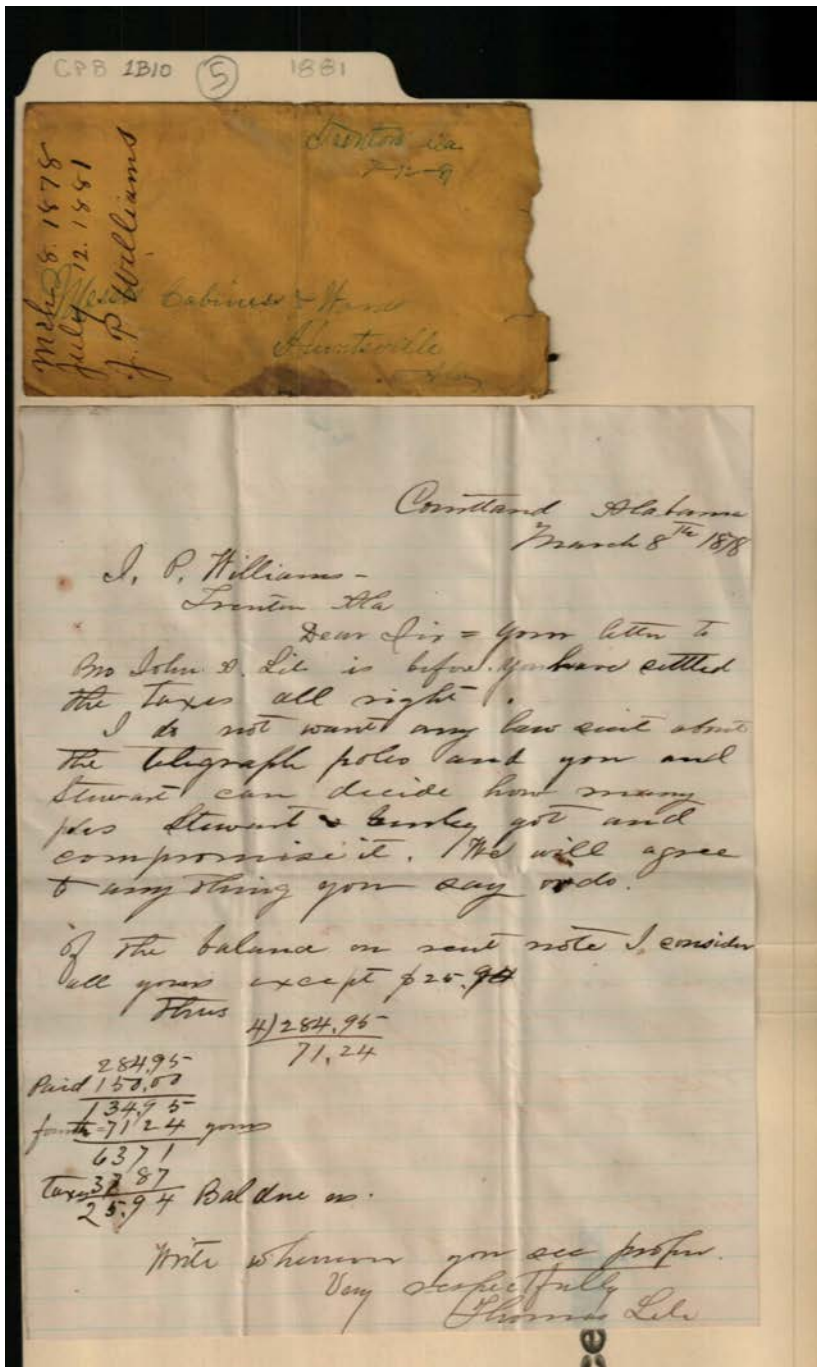 CPB 1B10 5 1881
Mch. 8. 1878
July 12. 1881
J. P. Williams
Trenton Ala
7-12-81
Mess Cabiness & Ward
Huntsville
Ala
Courtland Alabama
March 8th 1878
J. P. Williams -
Trenton Ala
Dear Sir = Your letter to
Bro John A. Lile is before. You have settled
the taxes all right.
I do not want any law suit about
the telegraph poles and you and
Stewart can decide how many
Stewart & got and
compromise it. We will agree
to any thing you say or do.
Of the balance on rent note I consider
all yours except $25.94
Thus 4)284.95
71.24
284.95
Paid 150.00
134.95
fourth = 71 24 yours
63 71
taxes 37 87
25.94 Bal due us.
Write whenever you see proper.
Very respectfully
Thomas Lile
se